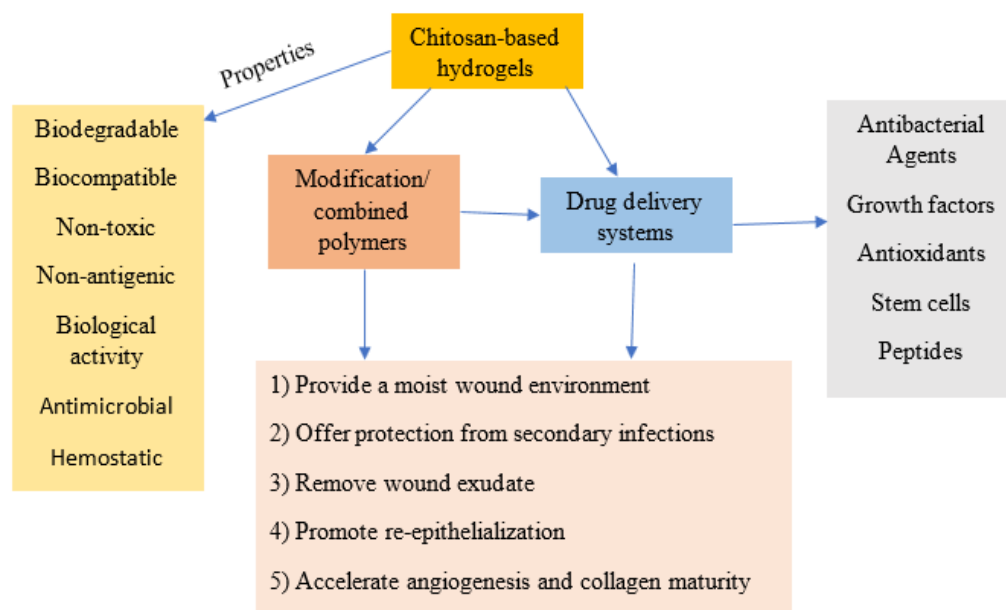 Chitosan-based
hydrogels
Properties
Biodegradable
Biocompatible
Non-toxic
Non-antigenic
Biological
activity
Antimicrobial
Hemostatic
Modification/
combined
polymers
Drug delivery
systems
Antibacterial
Agents
Growth factors
Antioxidants
Stem cells
Peptides
1) Provide a moist wound environment
2) Offer protection from secondary infections
3) Remove wound exudate
4) Promote re-epithelialization
5) Accelerate angiogenesis and collagen maturity